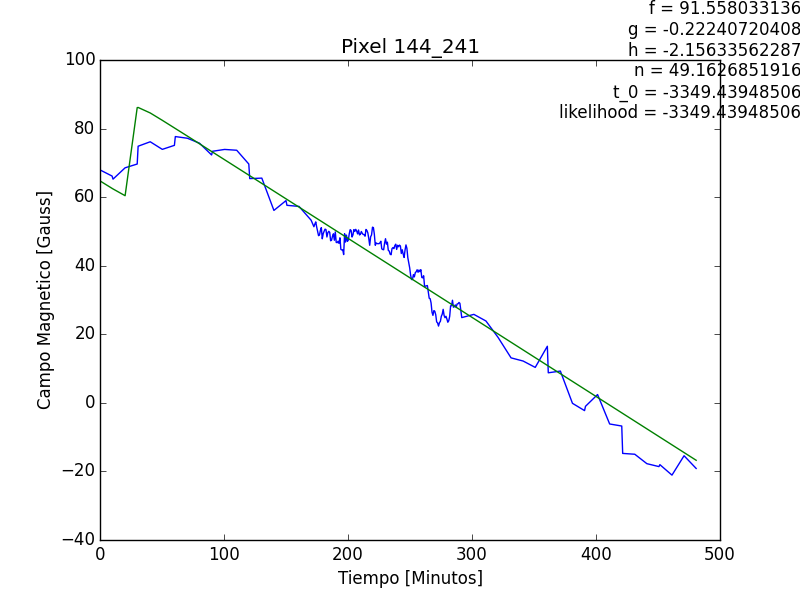 f = 91.558033136
g = -0.22240720408
h = -2.15633562287
n = 49.1626851916
t_0 = -3349.43948506
likelihood = -3349.43948506
Pixel 144_241
100
80
60
40
20
0
−20
−40
Campo Magnetico [Gauss]
0 100 200 300 400 500
Tiempo [Minutos]